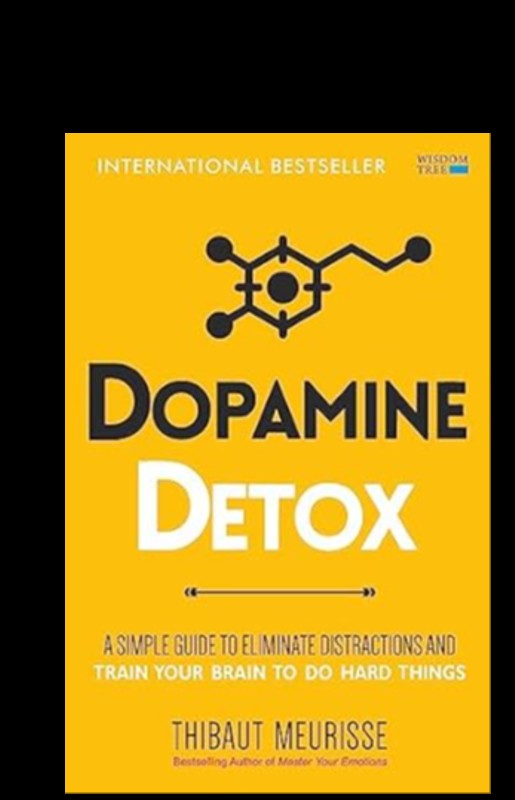 INTERNATIONAL BESTSELLER
WISDOM
TREE
DOPAMINE
DETOX
A SIMPLE GUIDE TO ELIMINATE DISTRACTIONS AND
TRAIN YOUR BRAIN TO DO HARD THINGS
THIBAUT MEURISSE
Bestselling Author of Master Your Emotions